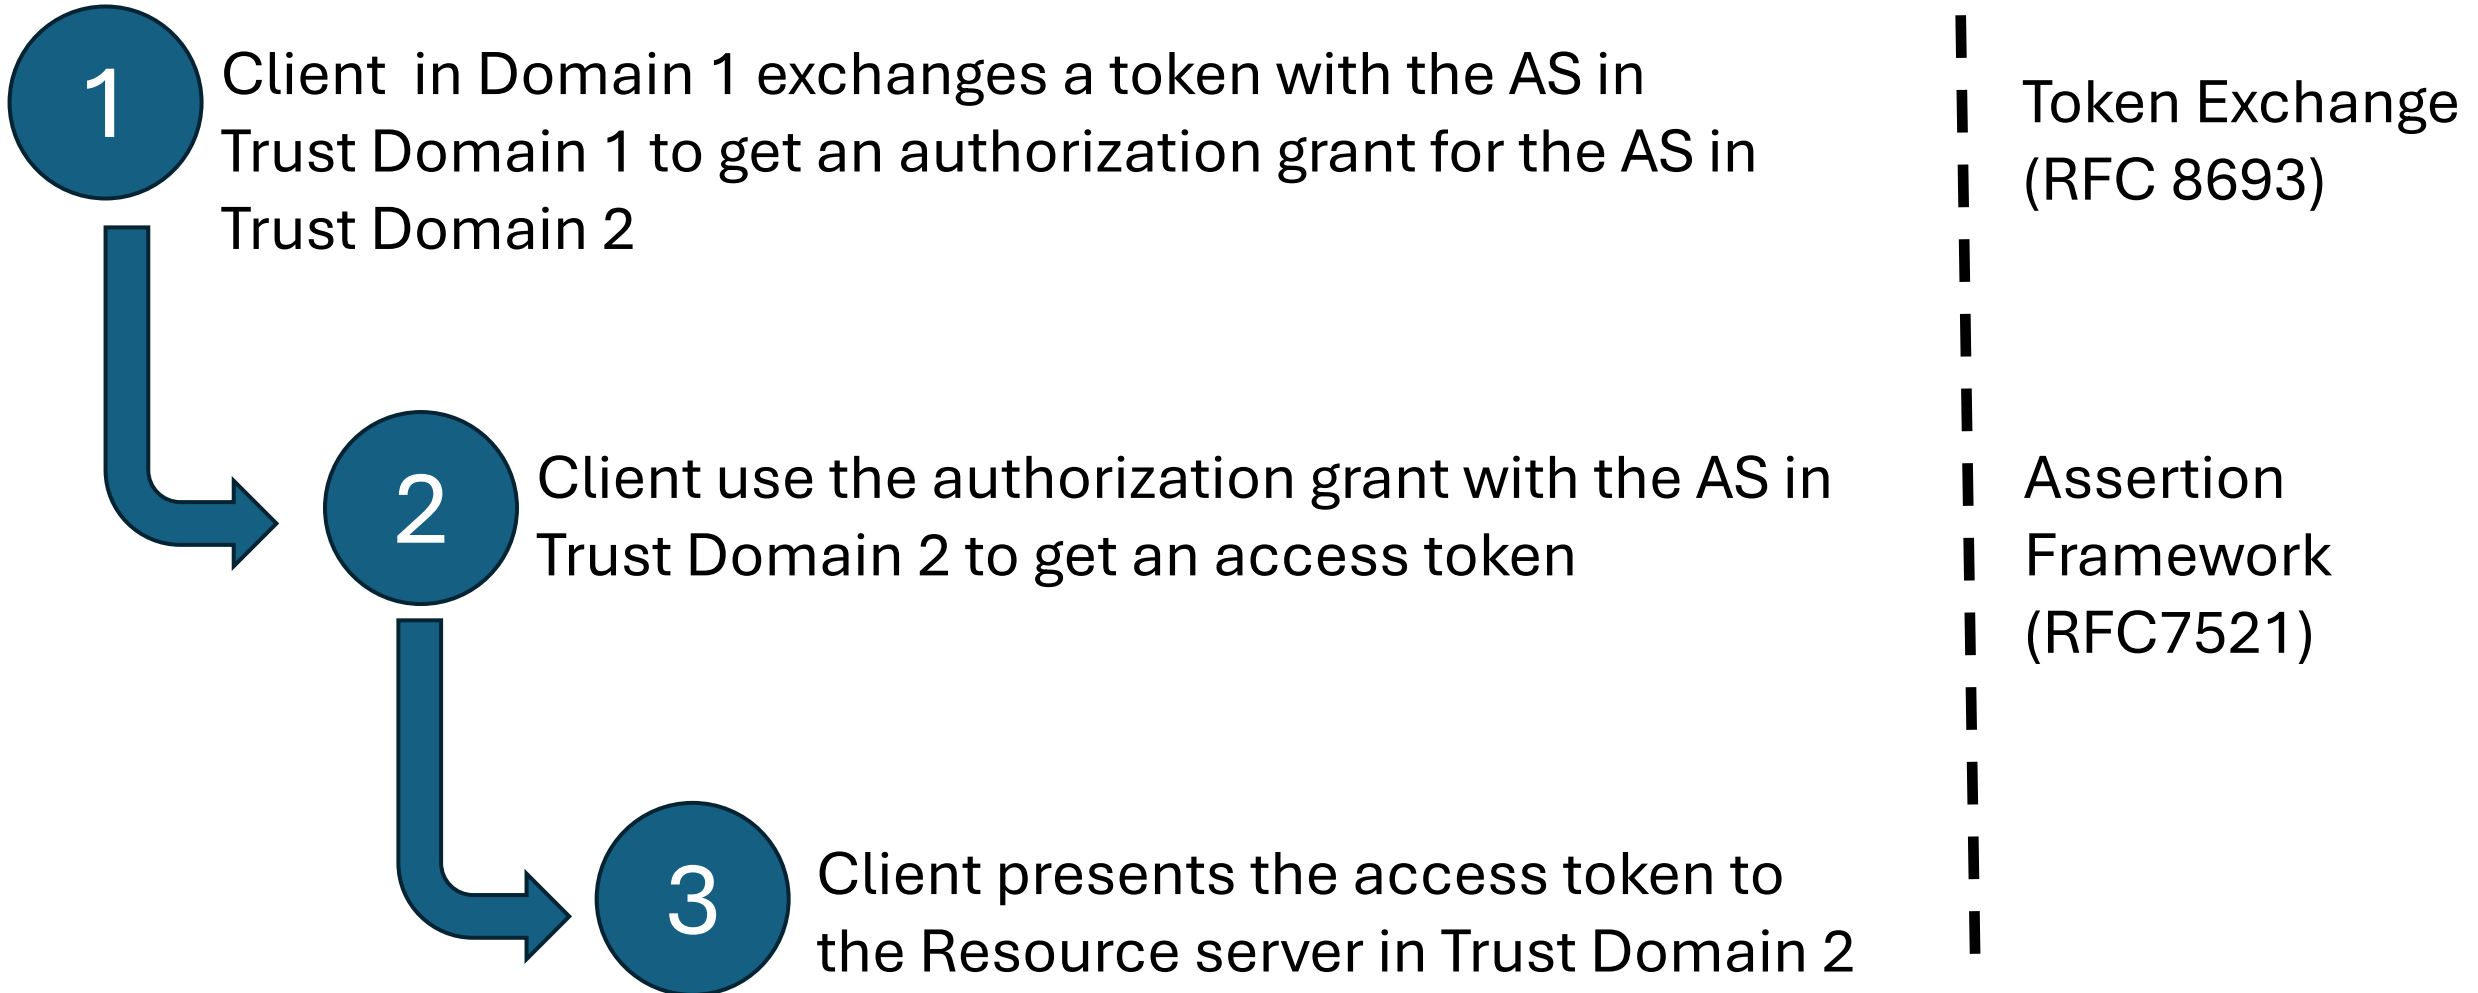 1
Client  in Domain 1 exchanges a token with the AS in
Trust Domain 1 to get an authorization grant for the AS in
Trust Domain 2
Token Exchange
(RFC 8693)
2
Client use the authorization grant with the AS in
Trust Domain 2 to get an access token
Assertion
Framework
(RFC7521)
3
Client presents the access token to
the Resource server in Trust Domain 2